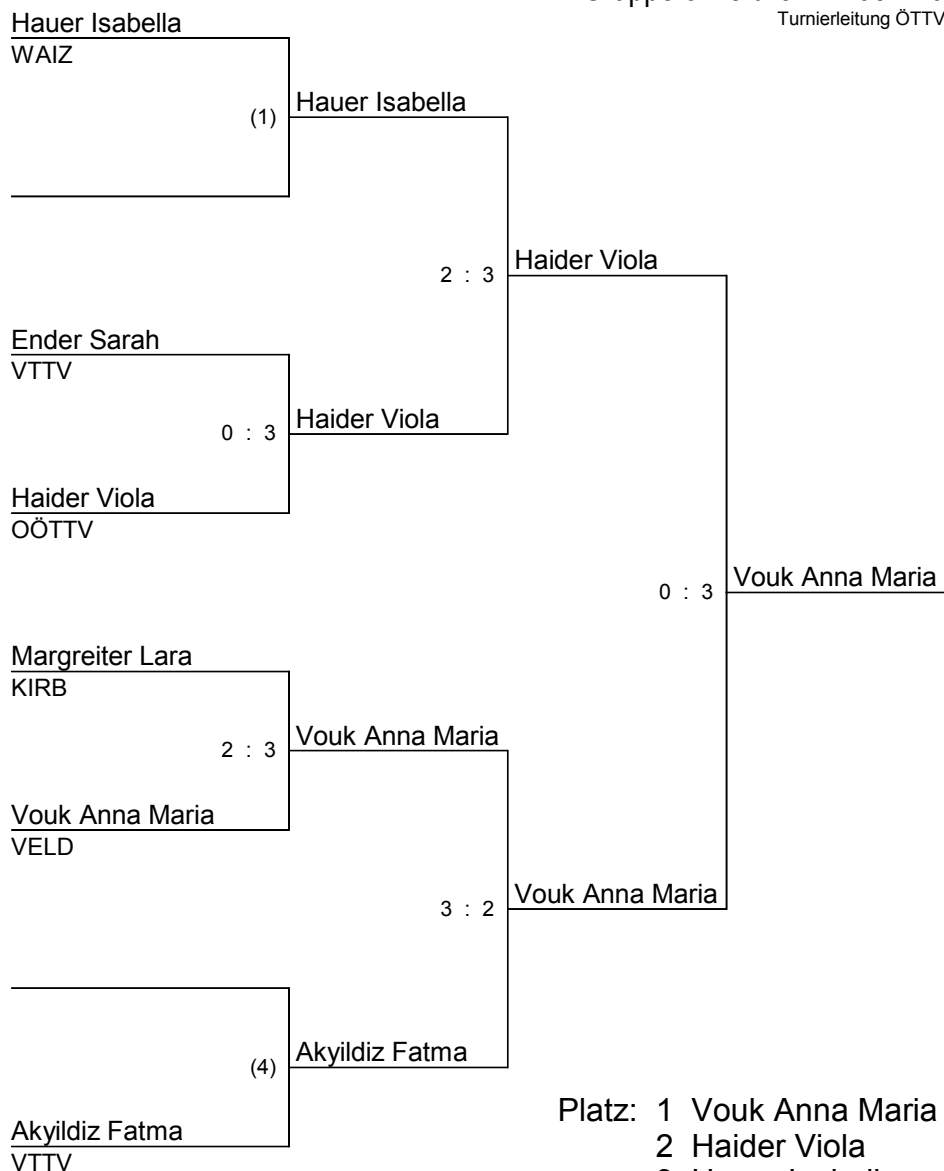 Turnierleitung ÖTTV
Hauer Isabella
WAIZ
(1)
Hauer Isabella
2 : 3
Haider Viola
Ender Sarah
VTTV
0 : 3
Haider Viola
Haider Viola
OÖTTV
0 : 3
Vouk Anna Maria
Margreiter Lara
KIRB
2 : 3
Vouk Anna Maria
Vouk Anna Maria
VELD
3 : 2
Vouk Anna Maria
(4)
Akyildiz Fatma
Akyildiz Fatma
VTTV
Platz: 1 Vouk Anna Maria
2 Haider Viola